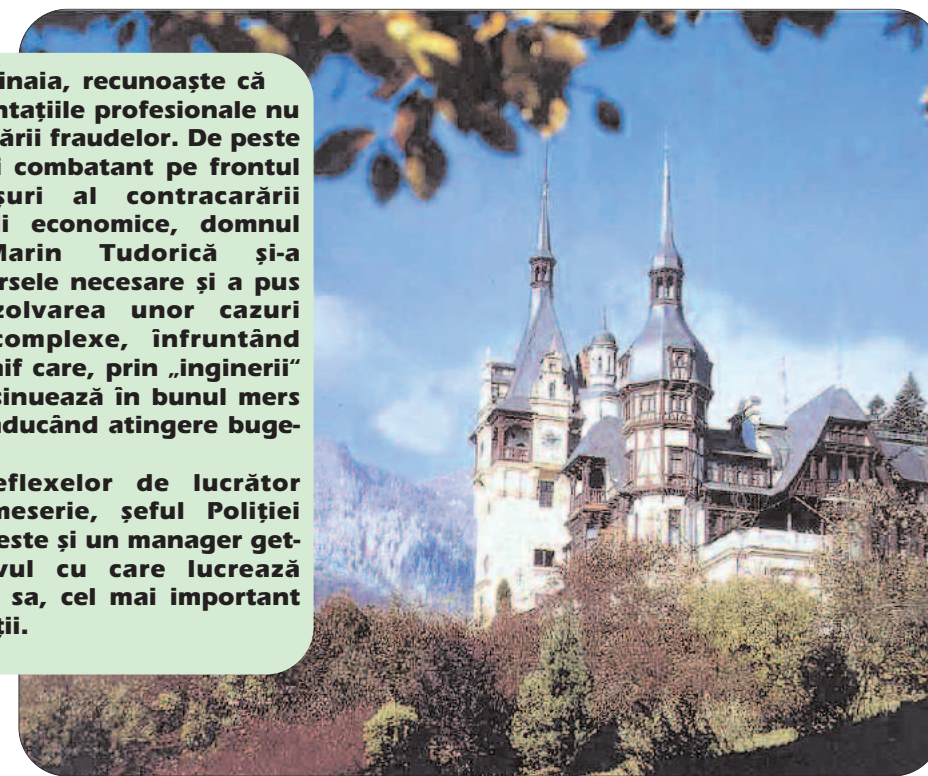 inaia, recunoaște că
ntațiile profesionale nu
ării fraudelor. De peste
i combatant pe frontul
șuri al contracarării
ii economice, domnul
Marin Tudorică și-a
rsele necesare și a pus
zolvarea unor cazuri
complexe, înfruntând
nif care, prin „inginerii“
sinuează în bunul mers
aducând atingere buge-
eflexelor de lucrător
meserie, șeful Poliției
este și un manager get-
vul cu care lucrează
sa, cel mai important
ții.